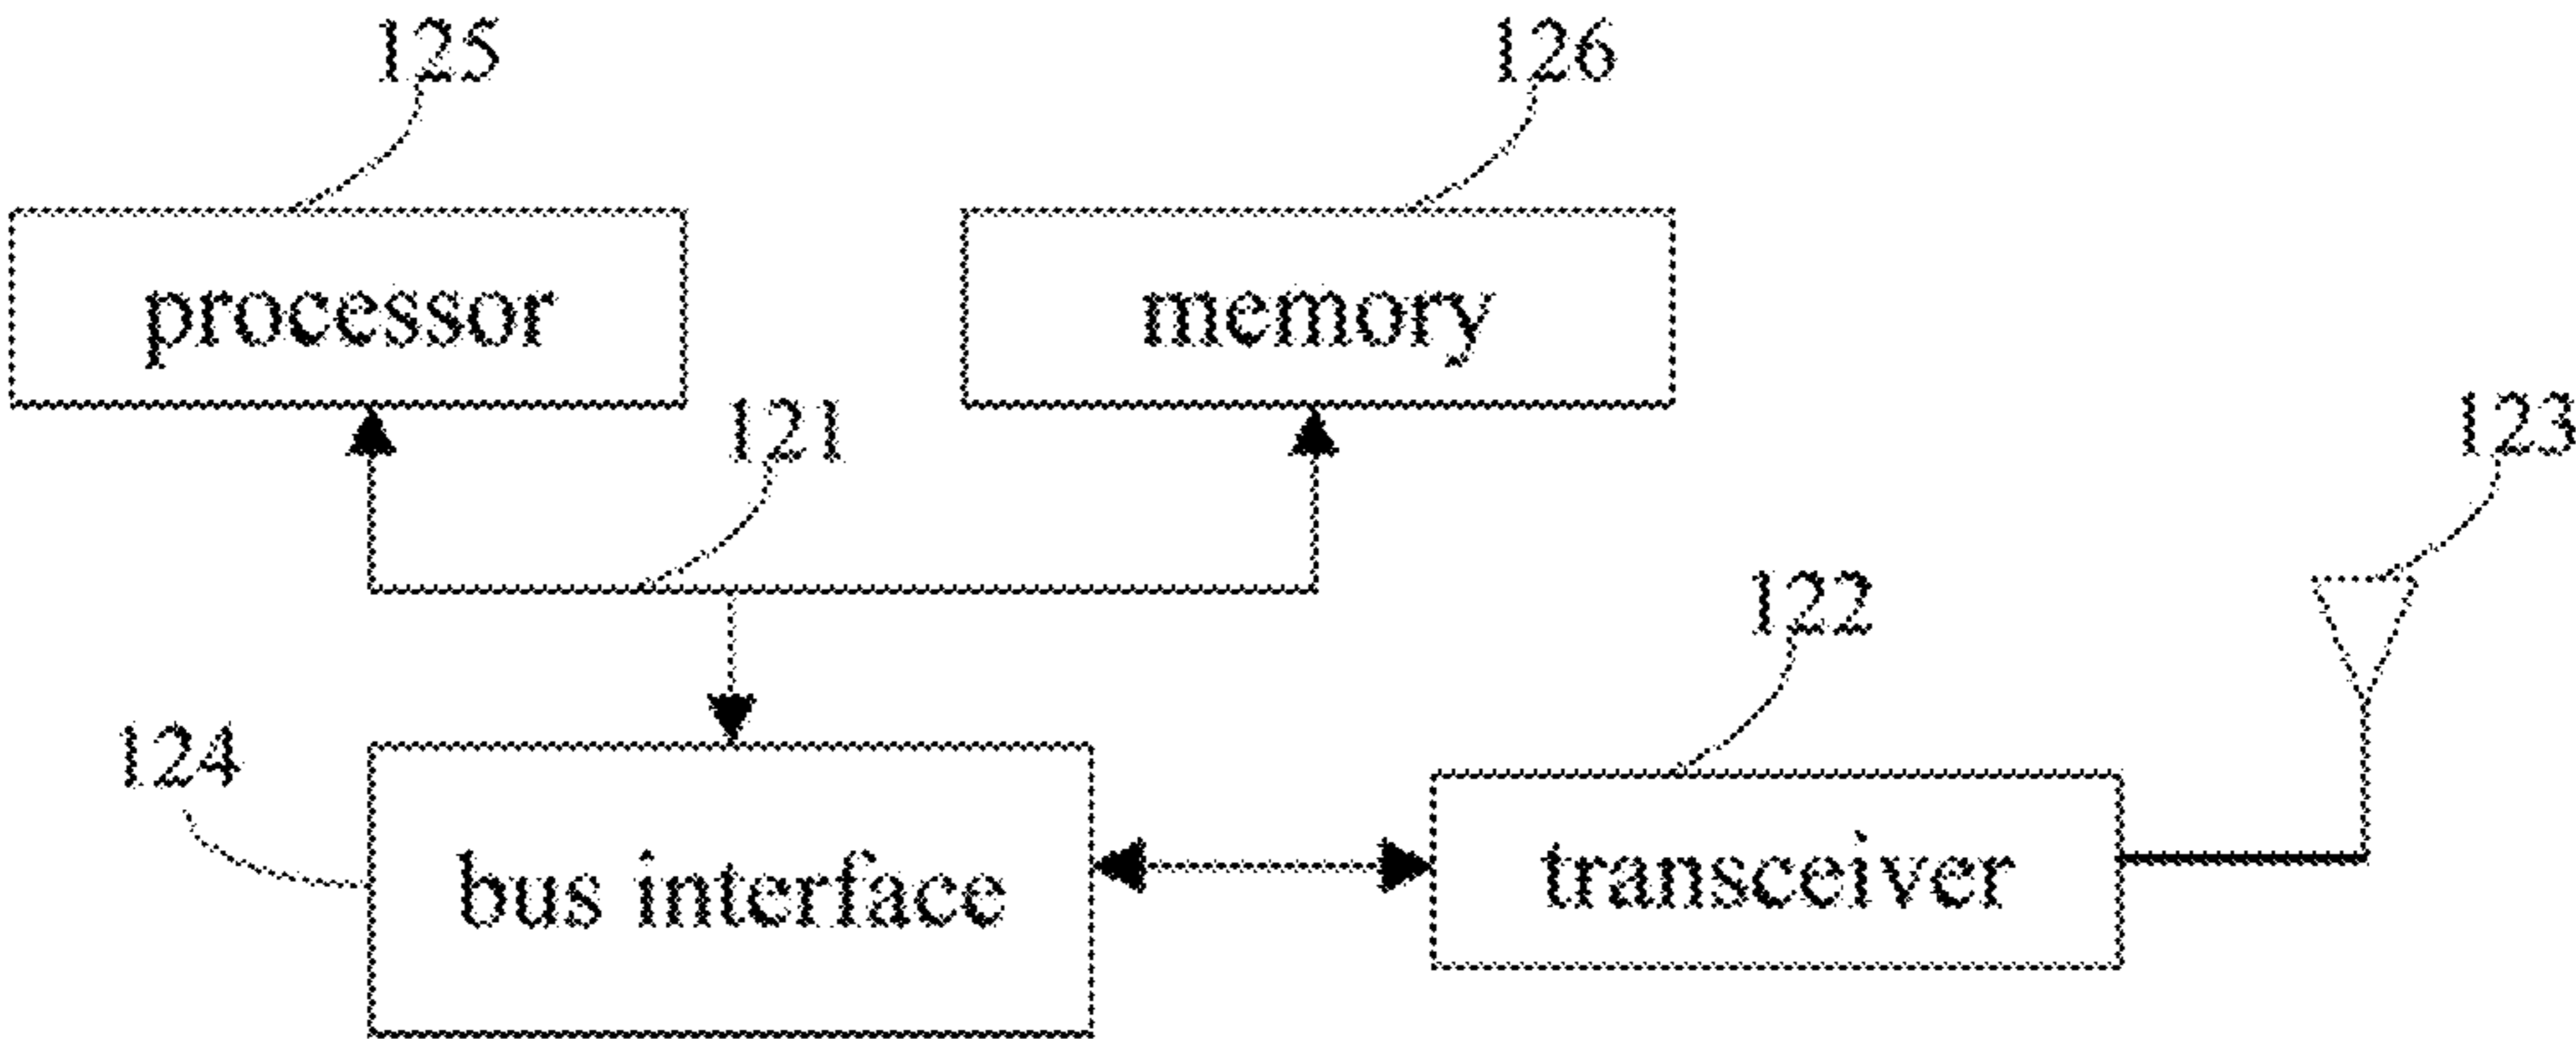 125
126
processor
memory
121
123
122
124
bus interface
transceiver